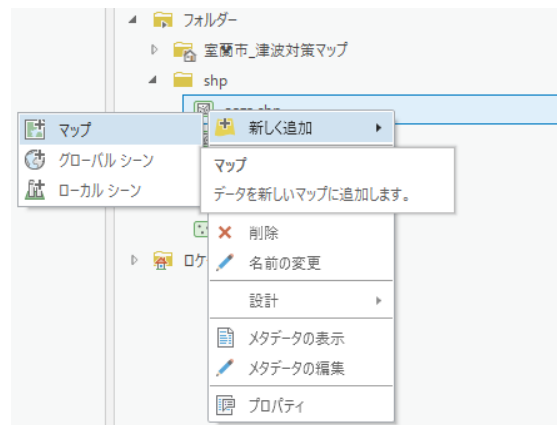 フォルダー
室蘭市_津波対策マップ
shp
新しく追加
マップ
グローバル シーン
ローカル シーン
マップ
データを新しいマップに追加します。
削除
名前の変更
ロケ
設計
メタデータの表示
メタデータの編集
プロパティ